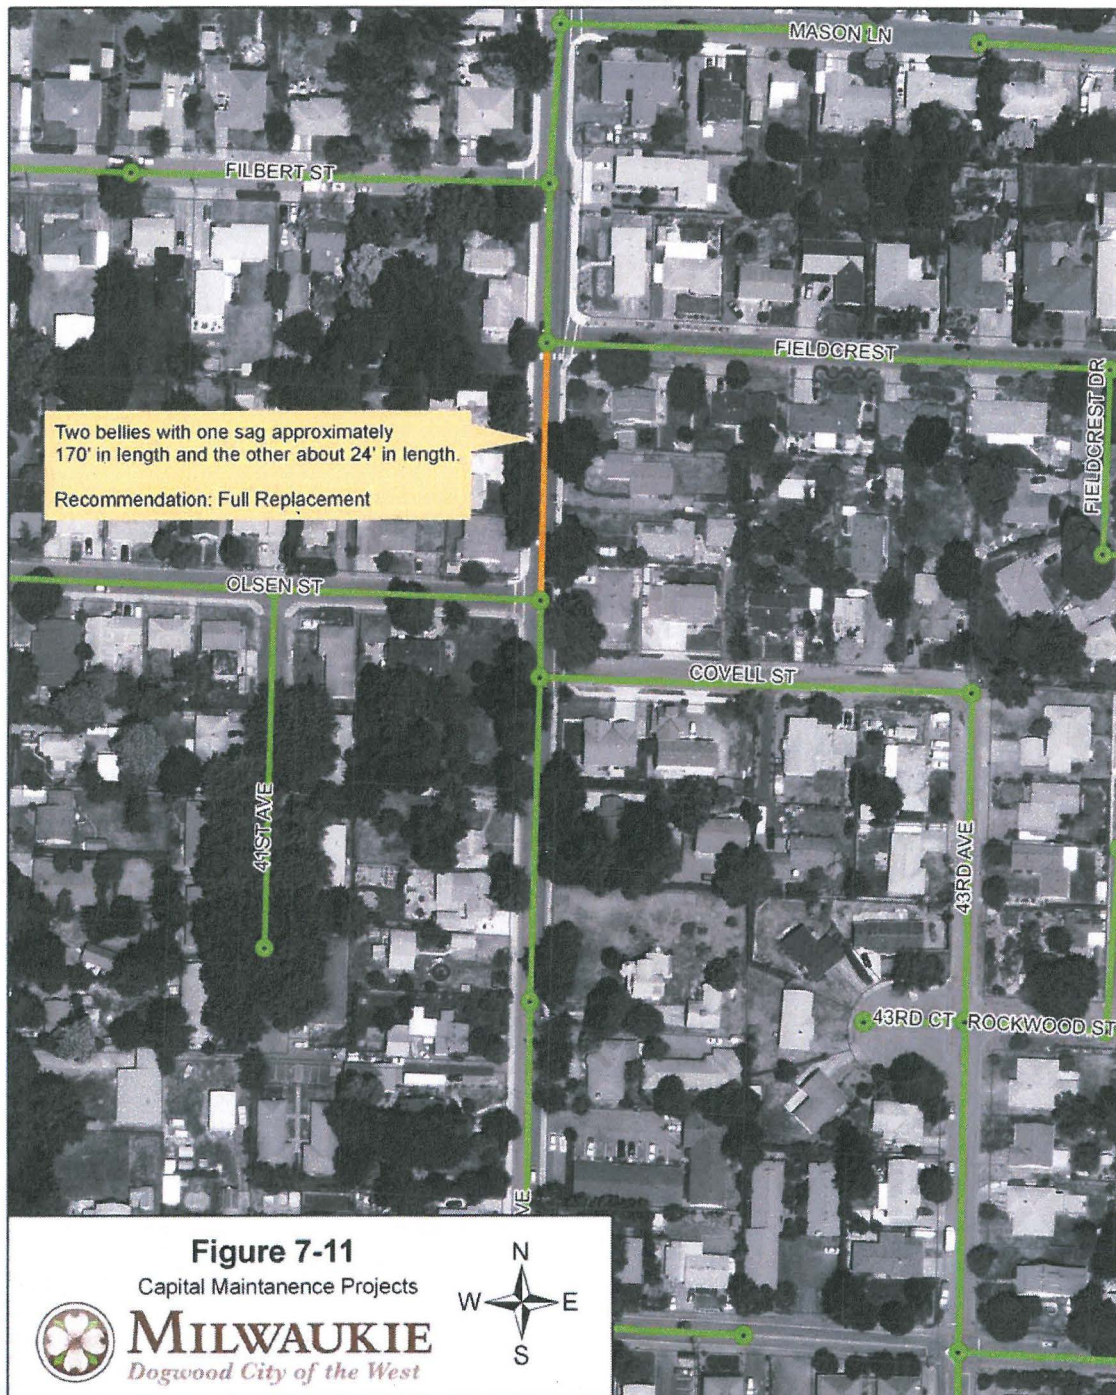 MASON LN
FILBERT ST
FIELDCREST
FIELDCREST DR
Two bellies with one sag approximately
170' in length and the other about 24' in length.
Recommendation: Full Replacement
OLSEN ST
COVELL ST
41ST AVE
43RD AVE
43RD CT
ROCKWOOD ST
VE
Figure 7-11
Capital Maintanence Projects
MILWAUKIE
Dogwood City of the West
N
W
E
S